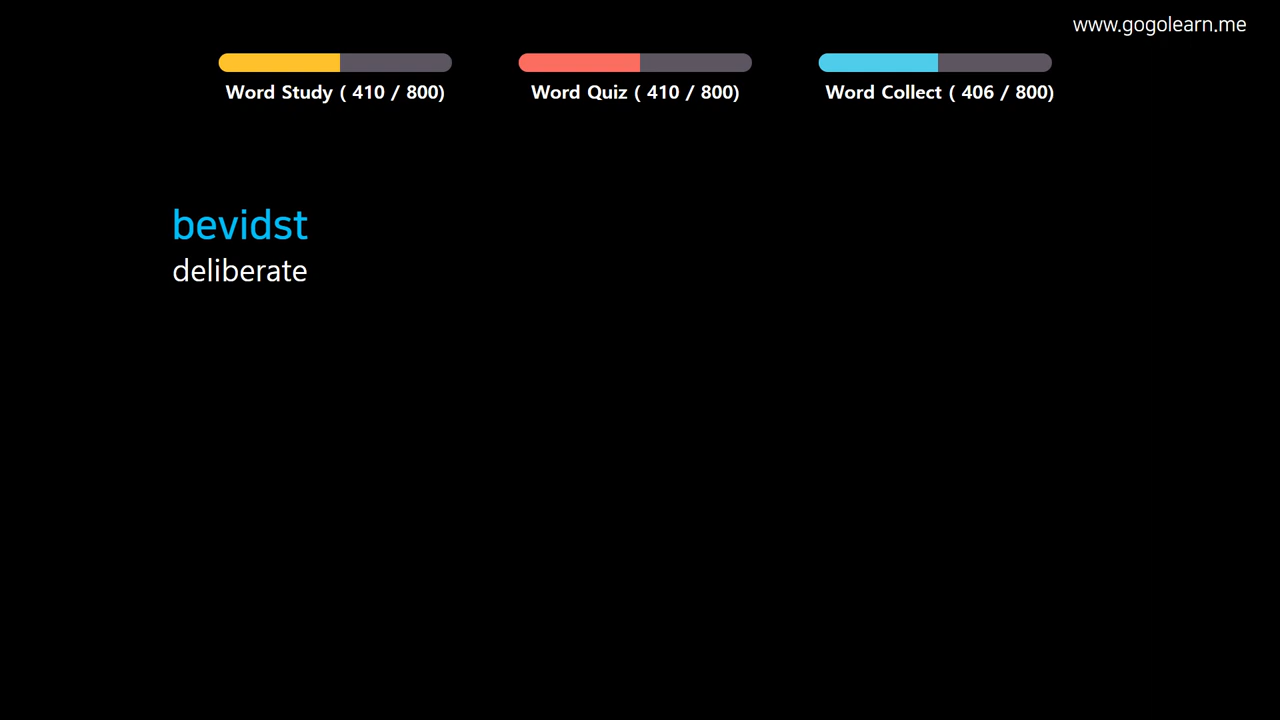 www.gogolearn.me
Word Study ( 410 / 800)
Word Quiz ( 410 / 800)
Word Collect ( 406 / 800)
bevidst
deliberate